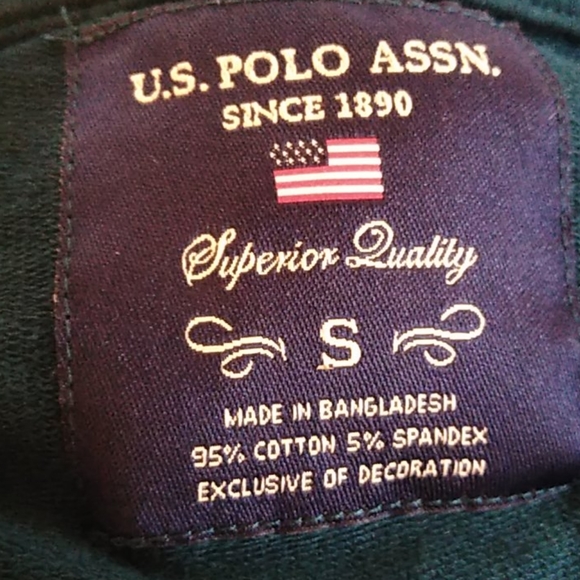 U.S. POLO ASSN.
SINCE 1890
Superior Quality
S
MADE IN BANGLADESH
95% COTTON 5% SPANDEX
EXCLUSIVE OF DECORATION